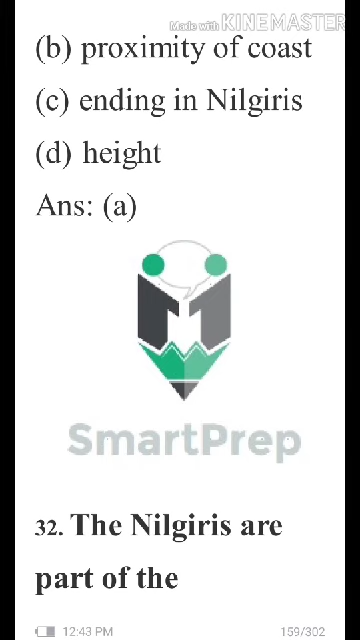 Made with KINEMASTER
(b) proximity of coast
(c) ending in Nilgiris
(d) height
Ans: (a)
SmartPrep
32. The Nilgiris are
part of the
12:43 PM 159/302